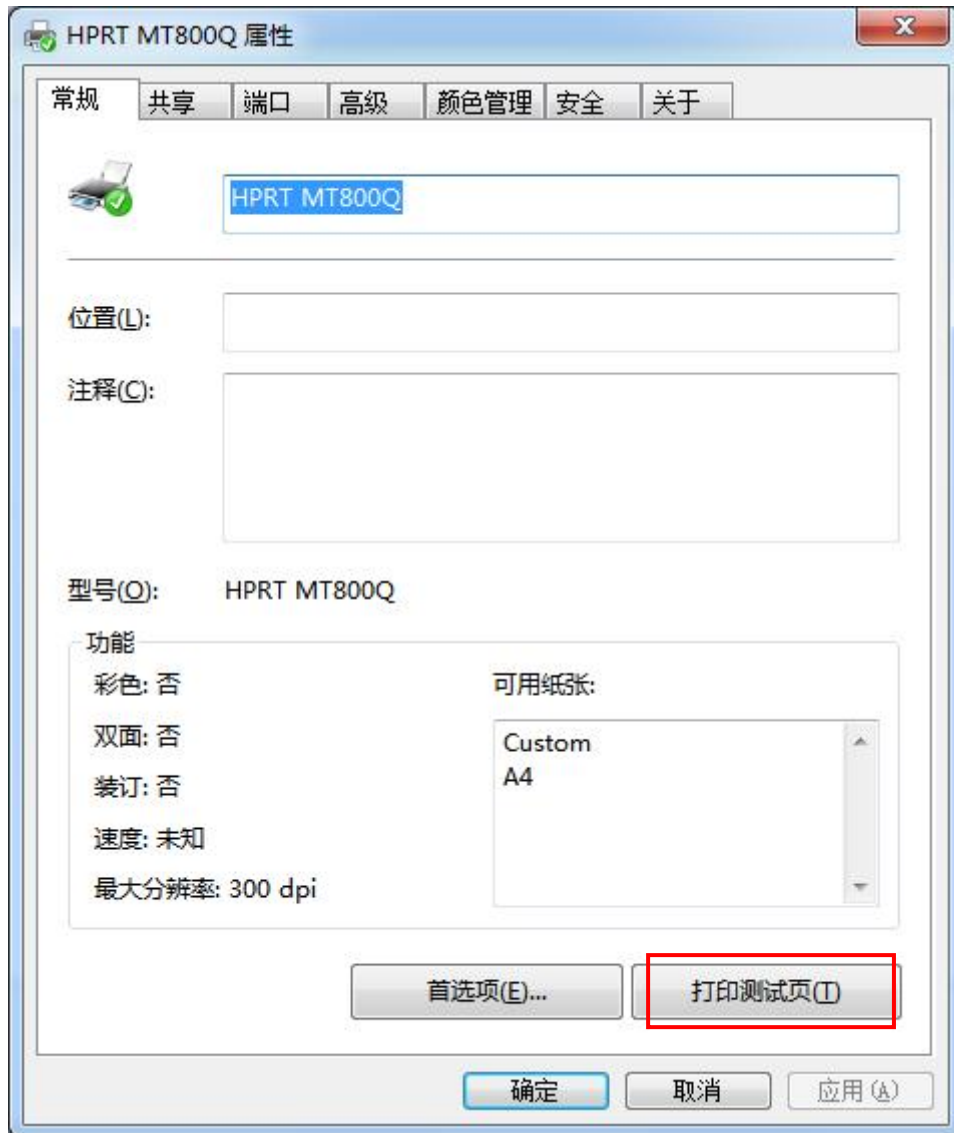 HPRT MT800Q 属性
常规 共享 端口 高级 颜色管理 安全 关于
HPRT MT800Q
位置(L):
注释(C):
型号(O): HPRT MT800Q
功能
彩色: 否
可用纸张:
双面: 否
Custom
A4
装订: 否
速度: 未知
最大分辨率: 300 dpi
首选项(E)... 打印测试页(T)
确定 取消 应用(A)